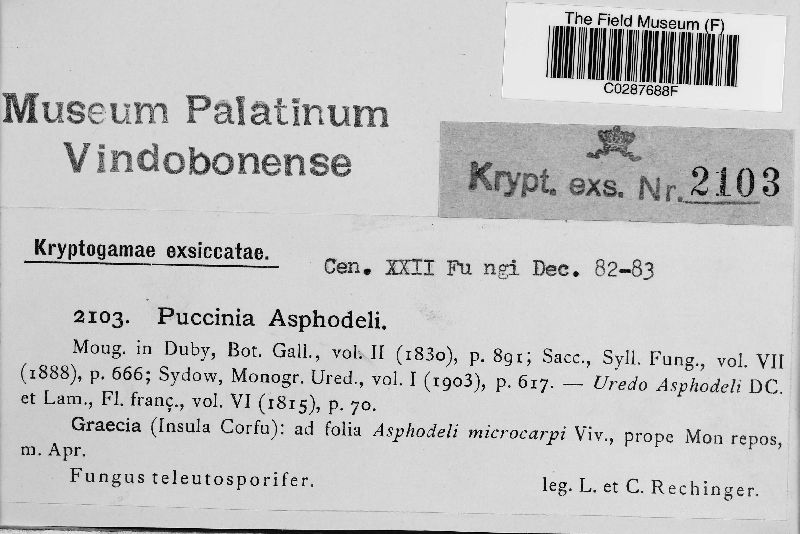 The Field Museum (F)
C0287688F
Museum Palatinum
Vindobonense
Krypt. exs. Nr. 2103
Kryptogamae exsiccatae.
Cen. XXII Fu ngi Dec. 82-83
2103. Puccinia Asphodeli.
Moug. in Duby, Bot. Gall., vol. II (1830), p. 891; Sacc., Syll. Fung., vol. VII
(1888), p. 666; Sydow, Monogr. Ured., vol. I (1903), p. 617. — Uredo Asphodeli DC.
et Lam., Fl. franç., vol. VI (1815), p. 70.
Graecia (Insula Corfu): ad folia Asphodeli microcarpi Viv., prope Mon repos,
m. Apr.
Fungus teleutosporifer.
leg. L. et C. Rechinger.